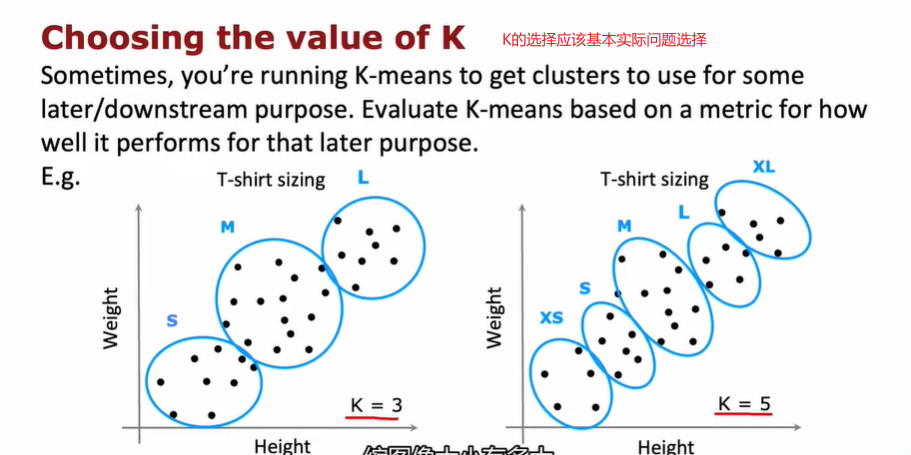 Choosing the value of K
K的选择应该基本实际问题选择
Sometimes, you're running K-means to get clusters to use for some
later/downstream purpose. Evaluate K-means based on a metric for how
well it performs for that later purpose.
E.g.
T-shirt sizing
L
M
S
Weight
K = 3
Height
T-shirt sizing
XL
L
M
S
XS
Weight
K = 5
Height